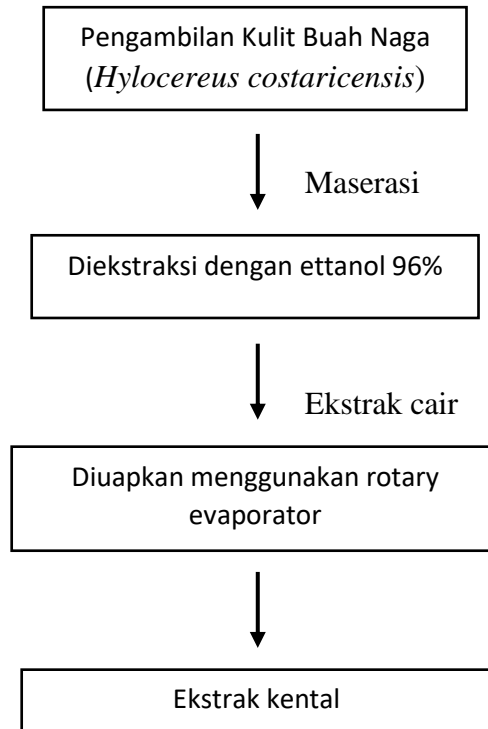 Pengambilan Kulit Buah Naga
(Hylocereus costaricensis)
Maserasi
Diekstraksi dengan ettanol 96%
Ekstrak cair
Diuapkan menggunakan rotary
evaporator
Ekstrak kental